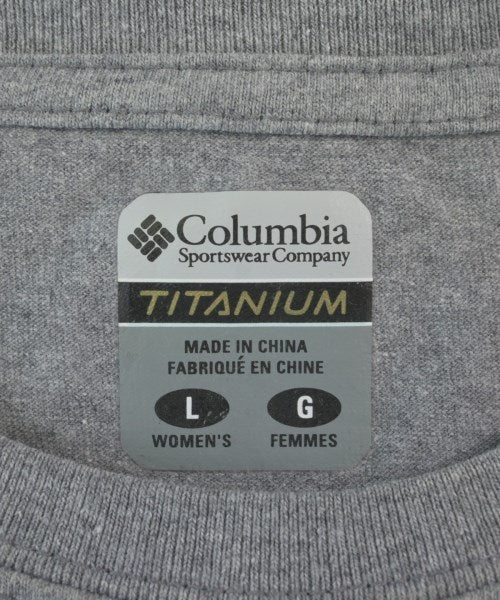 Columbia
Sportswear Company
TITANIUM
MADE IN CHINA
FABRIQUÉ EN CHINE
L G
WOMEN'S FEMMES